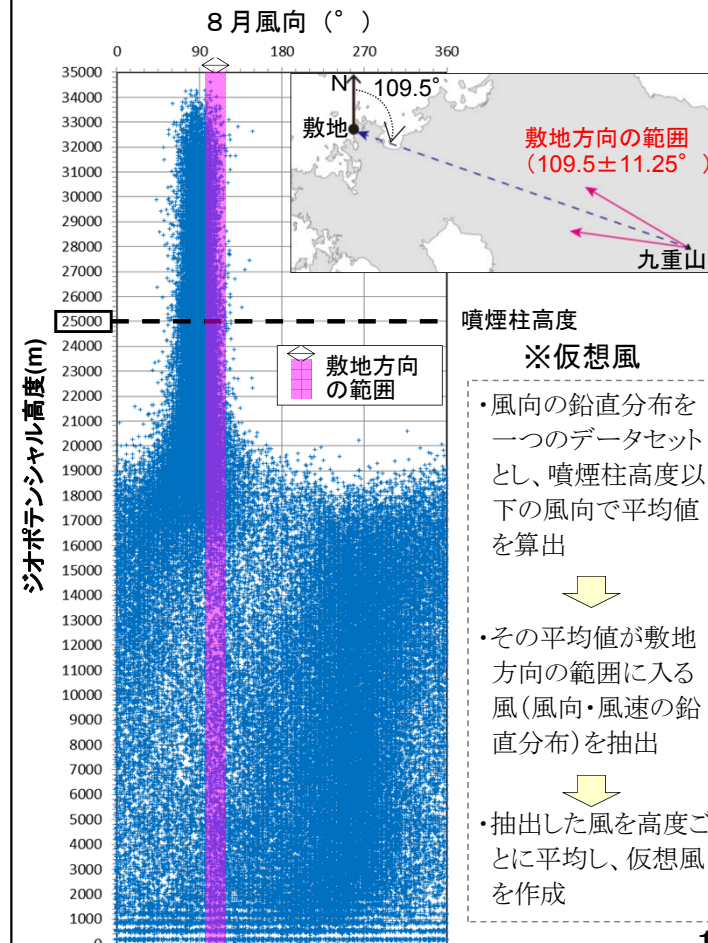 8月風向（°）
0 90 180 270 360
35000
34000
33000
32000
31000
30000
29000
28000
27000
26000
25000
24000
23000
22000
21000
20000
19000
18000
17000
16000
15000
14000
13000
12000
11000
10000
9000
8000
7000
6000
5000
4000
3000
2000
1000
ジオポテンシャル高度(m)
N
109.5°
敷地
敷地方向の範囲
（109.5±11.25°）
九重山
噴煙柱高度
敷地方向
の範囲
※仮想風
・風向の鉛直分布を
一つのデータセット
とし、噴煙柱高度以
下の風向で平均値
を算出
・その平均値が敷地
方向の範囲に入る
風(風向・風速の鉛
直分布)を抽出
・抽出した風を高度ご
とに平均し、仮想風
を作成